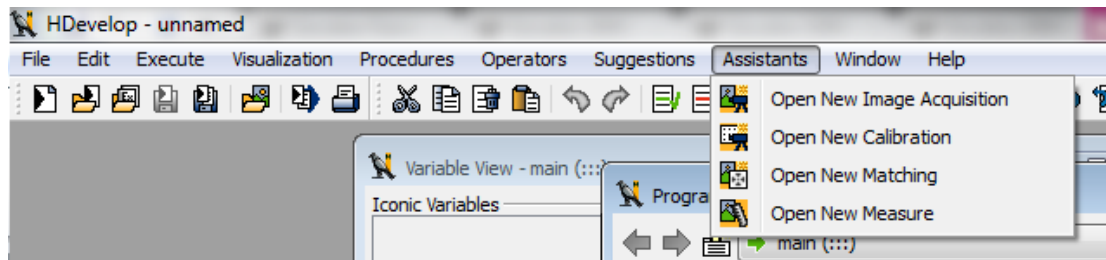 HDevelop - unnamed
File Edit Execute Visualization Procedures Operators Suggestions Assistants Window Help
Open New Image Acquisition
Open New Calibration
Open New Matching
Open New Measure
Variable View - main (:::)
Iconic Variables
Progra
main (:::)